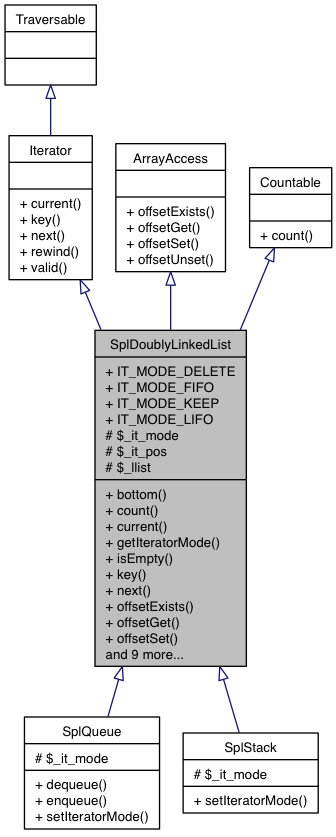 Traversable
Iterator
+ current()
+ key()
+ next()
+ rewind()
+ valid()
ArrayAccess
+ offsetExists()
+ offsetGet()
+ offsetSet()
+ offsetUnset()
Countable
+ count()
SplDoublyLinkedList
+ IT_MODE_DELETE
+ IT_MODE_FIFO
+ IT_MODE_KEEP
+ IT_MODE_LIFO
# $_it_mode
# $_it_pos
# $_llist
+ bottom()
+ count()
+ current()
+ getIteratorMode()
+ isEmpty()
+ key()
+ next()
+ offsetExists()
+ offsetGet()
+ offsetSet()
and 9 more...
SplQueue
# $_it_mode
+ dequeue()
+ enqueue()
+ setIteratorMode()
SplStack
# $_it_mode
+ setIteratorMode()